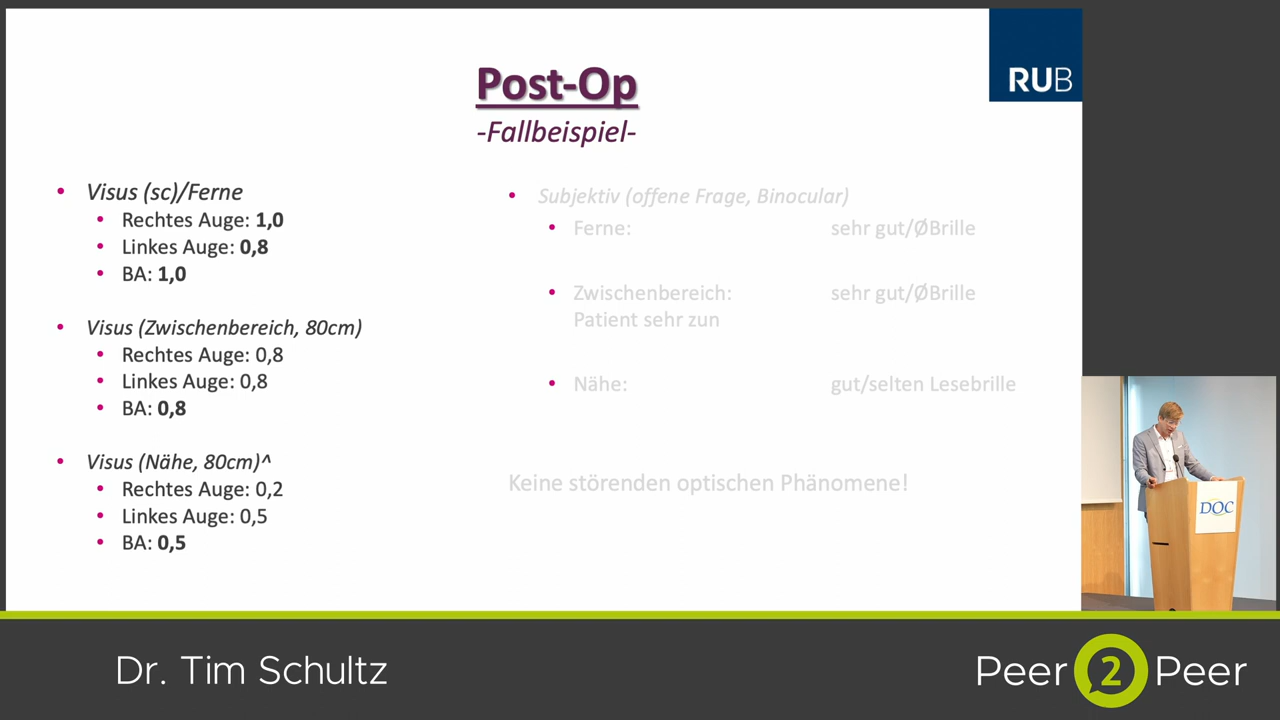 Post-Op
-Fallbeispiel-
RUB
• Visus (sc)/Ferne
• Rechtes Auge: 1,0
• Linkes Auge: 0,8
• BA: 1,0
• Visus (Zwischenbereich, 80cm)
• Rechtes Auge: 0,8
• Linkes Auge: 0,8
• BA: 0,8
• Visus (Nähe, 80cm)^
• Rechtes Auge: 0,2
• Linkes Auge: 0,5
• BA: 0,5
• Subjektiv (offene Frage, Binocular)
• Ferne: sehr gut/ØBrille
• Zwischenbereich: sehr gut/ØBrille
Patient sehr zun
• Nähe: gut/selten Lesebrille
Keine störenden optischen Phänomene!
DOC
Dr. Tim Schultz
Peer 2 Peer